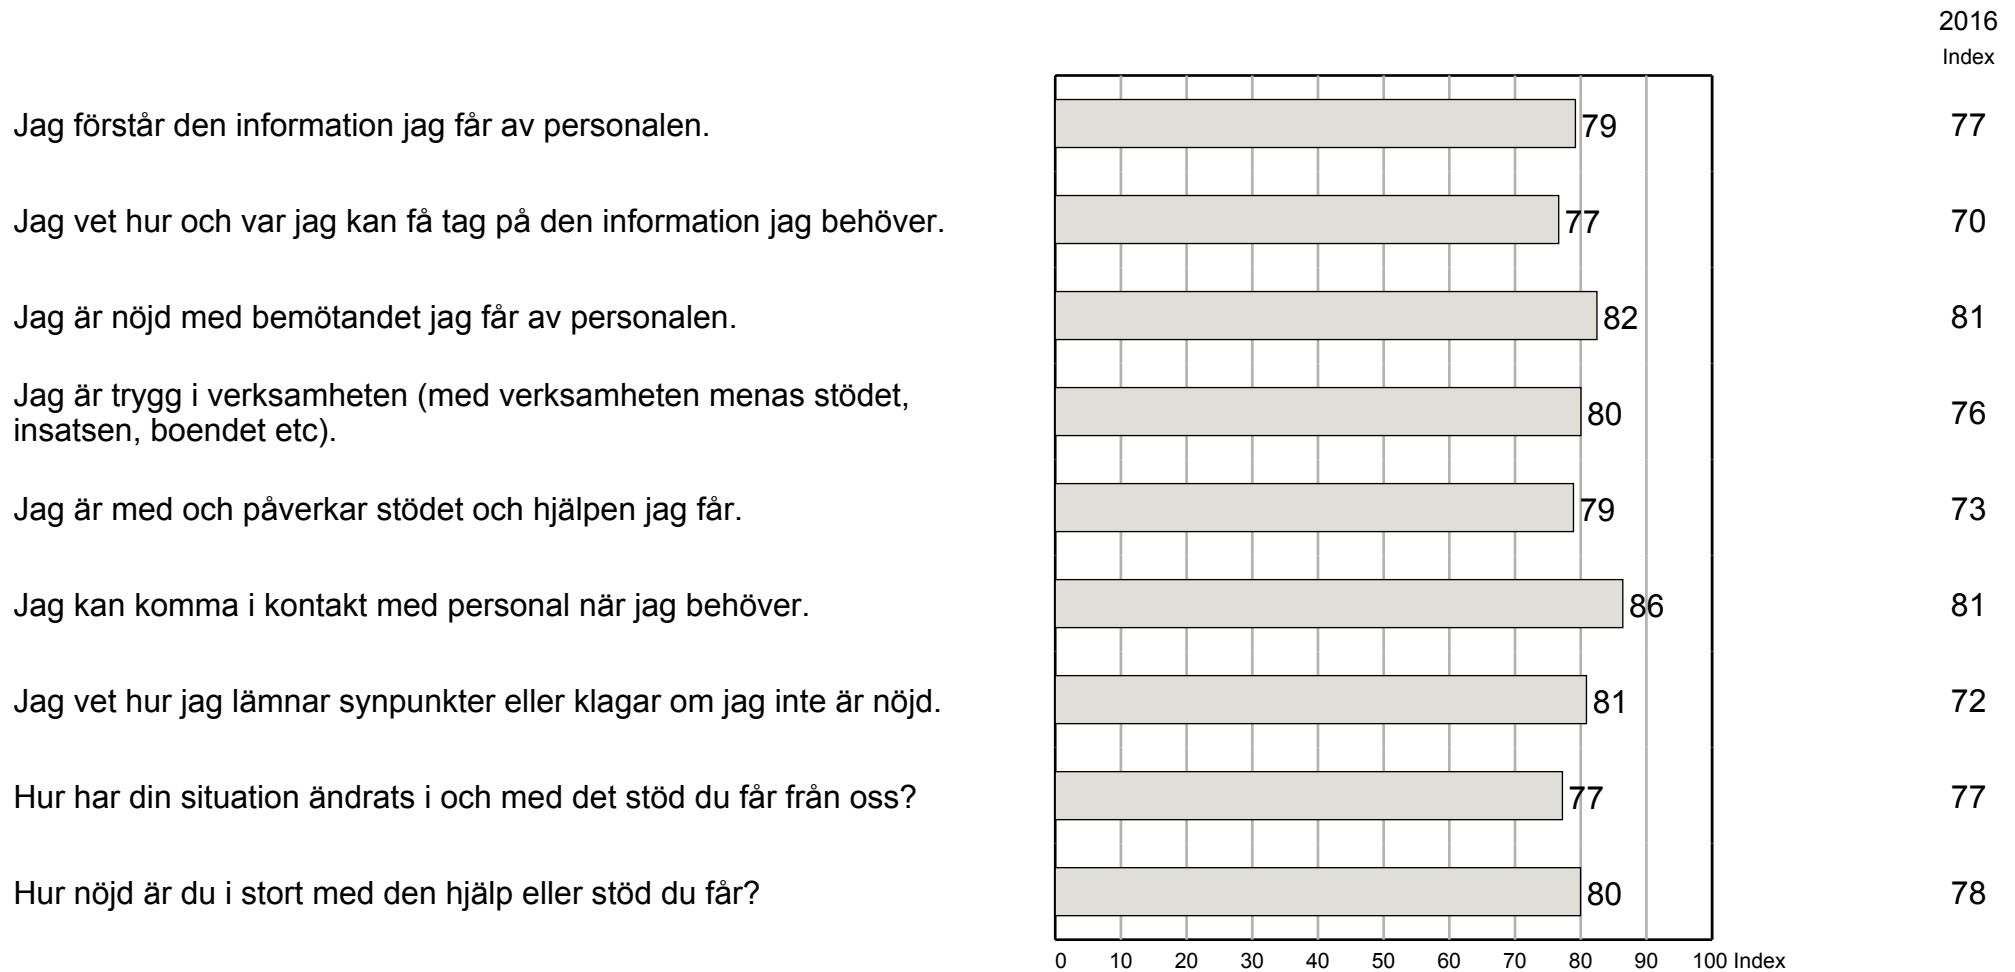 2016
Index
Jag förstår den information jag får av personalen. 79 77
Jag vet hur och var jag kan få tag på den information jag behöver. 77 70
Jag är nöjd med bemötandet jag får av personalen. 82 81
Jag är trygg i verksamheten (med verksamheten menas stödet,
insatsen, boendet etc). 80 76
Jag är med och påverkar stödet och hjälpen jag får. 79 73
Jag kan komma i kontakt med personal när jag behöver. 86 81
Jag vet hur jag lämnar synpunkter eller klagar om jag inte är nöjd. 81 72
Hur har din situation ändrats i och med det stöd du får från oss? 77 77
Hur nöjd är du i stort med den hjälp eller stöd du får? 80 78
0 10 20 30 40 50 60 70 80 90 100 Index